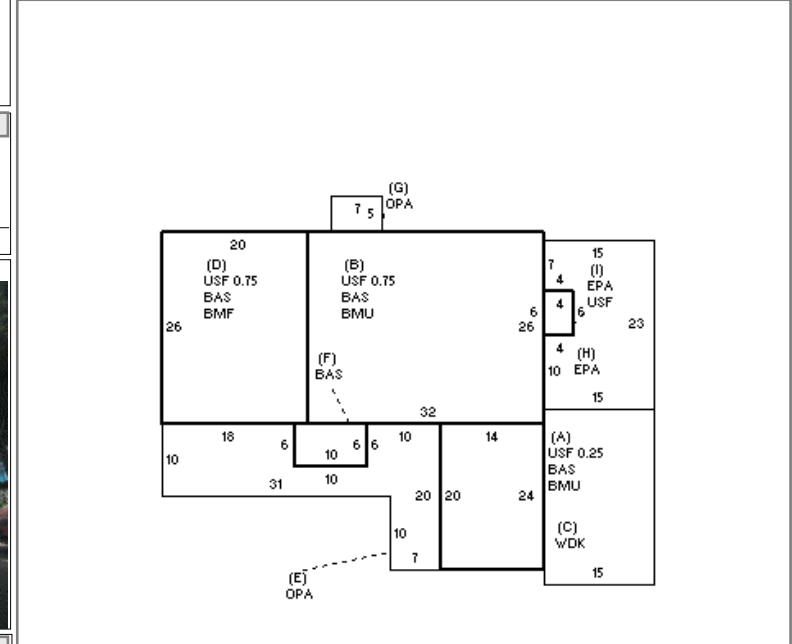 (G)
OPA
7 5
20
(D)
USF 0.75
BAS
BMF
26
(B)
USF 0.75
BAS
BMU
(F)
BAS
32
6
26
7
4
4
6
15
(I)
EPA
USF
23
4
10
(H)
EPA
15
18
6
10
6
6
10
14
10
10
31
20
20
24
10
7
(A)
USF 0.25
BAS
BMU
(C)
WDK
15
(E)
OPA